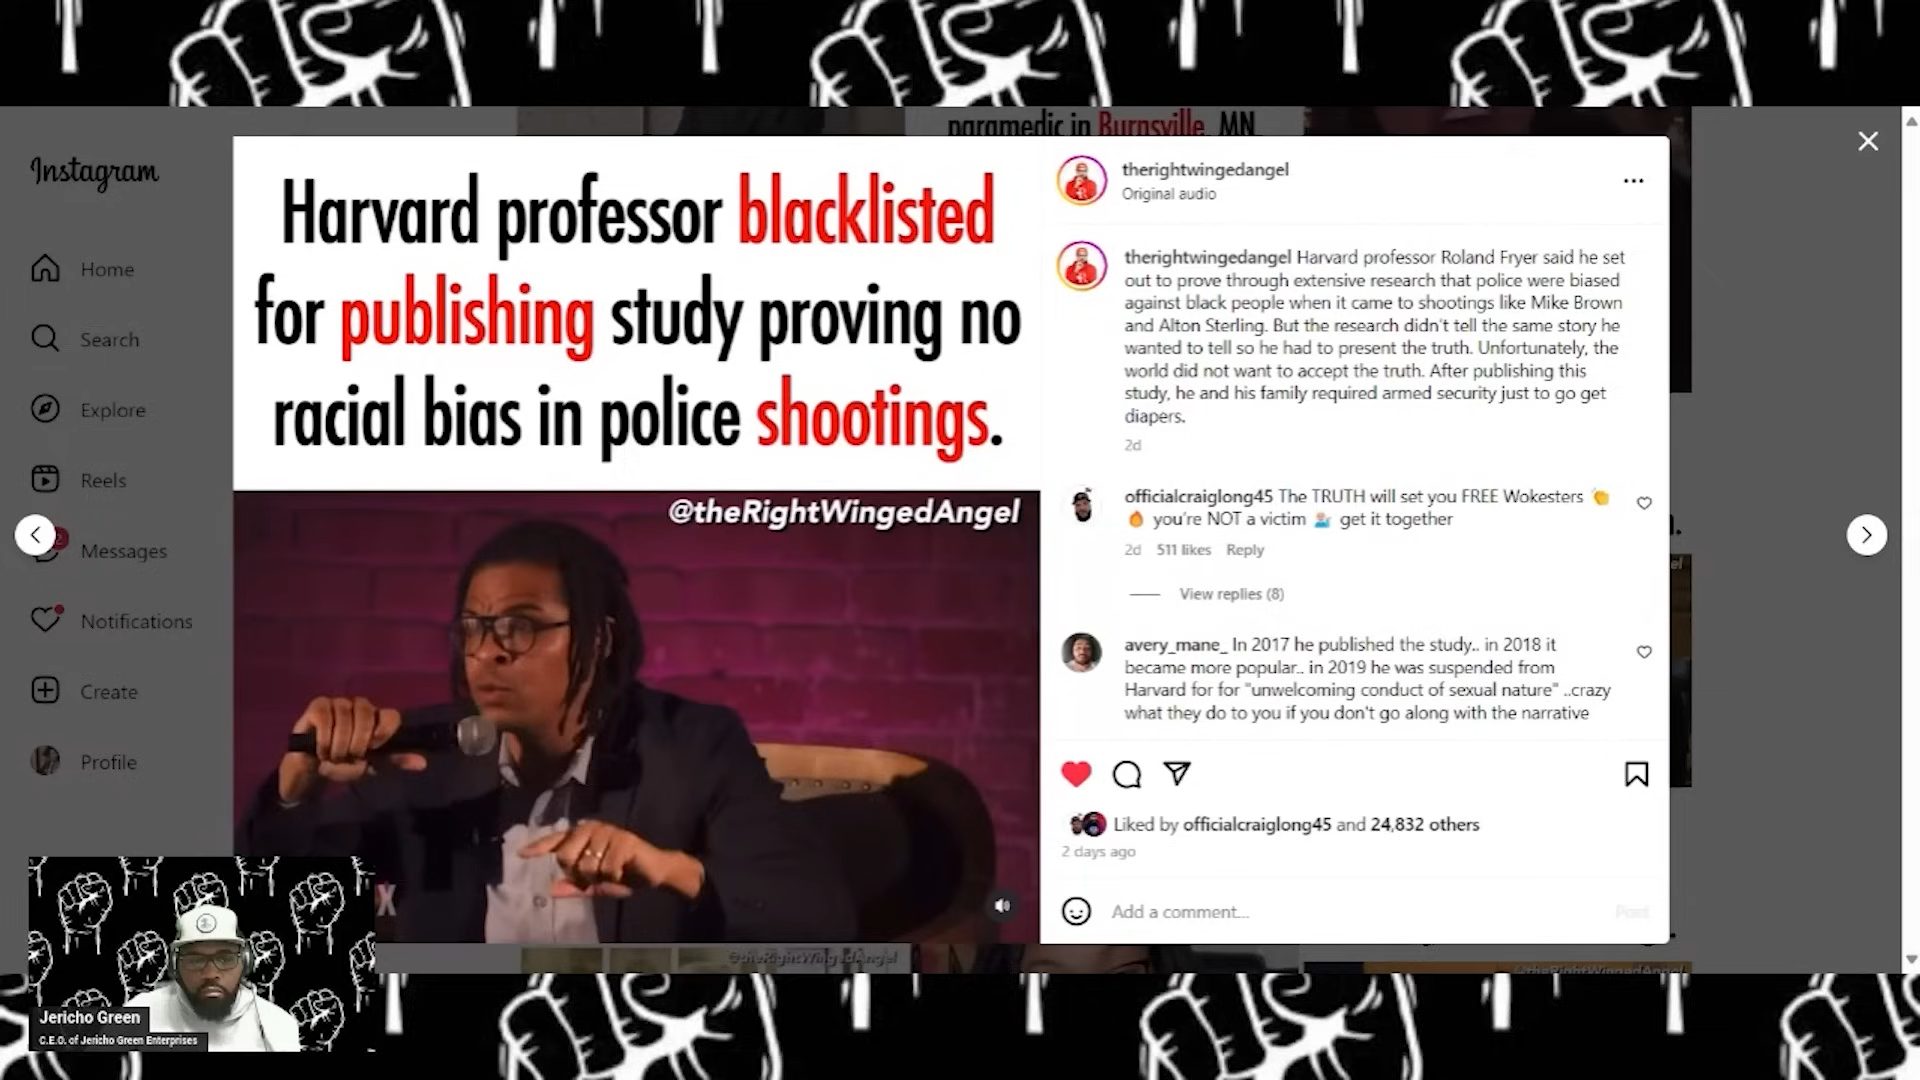 paramedic in Burnsville, MN.
Instagram
Home
Search
Explore
Reels
2
Messages
Notifications
Create
Profile
Harvard professor blacklisted
for publishing study proving no
racial bias in police shootings.
@theRightWingedAngel
X
therightwingedangel
Original audio
therightwingedangel Harvard professor Roland Fryer said he set
out to prove through extensive research that police were biased
against black people when it came to shootings like Mike Brown
and Alton Sterling. But the research didn't tell the same story he
wanted to tell so he had to present the truth. Unfortunately, the
world did not want to accept the truth. After publishing this
study, he and his family required armed security just to go get
diapers.
2d
officialcraiglong45 The TRUTH will set you FREE Wokesters 👏
🔥 you're NOT a victim 💁🏼‍♂️ get it together
2d 511 likes Reply
View replies (8)
avery_mane_ In 2017 he published the study.. in 2018 it
became more popular.. in 2019 he was suspended from
Harvard for for "unwelcoming conduct of sexual nature" ..crazy
what they do to you if you don't go along with the narrative
Liked by officialcraiglong45 and 24,832 others
2 days ago
Add a comment...
Post
@theRightWingedAngel
@theRightWingedAngel
Jericho Green
C.E.O. of Jericho Green Enterprises